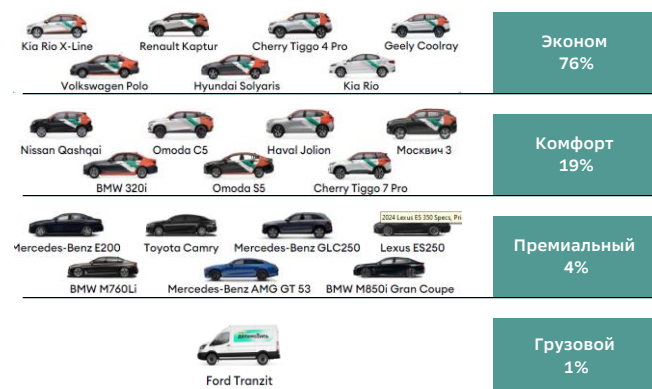 Kia Rio X-Line Renault Kaptur Cherry Tiggo 4 Pro Geely Coolray
Volkswagen Polo Hyundai Solyaris Kia Rio
Эконом
76%
Nissan Qashqai Omoda C5 Haval Jolion Москвич 3
BMW 320i Omoda S5 Cherry Tiggo 7 Pro
Комфорт
19%
2024 Lexus ES 350 Specs, Pri
Mercedes-Benz E200 Toyota Camry Mercedes-Benz GLC250 Lexus ES250
BMW M760Li Mercedes-Benz AMG GT 53 BMW M850i Gran Coupe
Премиальный
4%
Ford Tranzit
Грузовой
1%